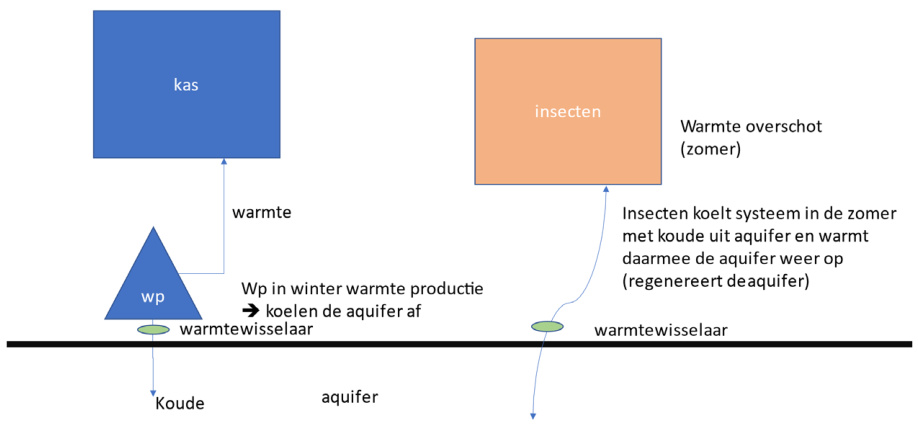 kas
insecten
Warmte overschot
(zomer)
warmte
Insecten koelt systeem in de zomer
met koude uit aquifer en warmt
daarmee de aquifer weer op
(regenereert deaquifer)
wp
Wp in winter warmte productie
➔ koelen de aquifer af
warmtewisselaar
warmtewisselaar
Koude
aquifer